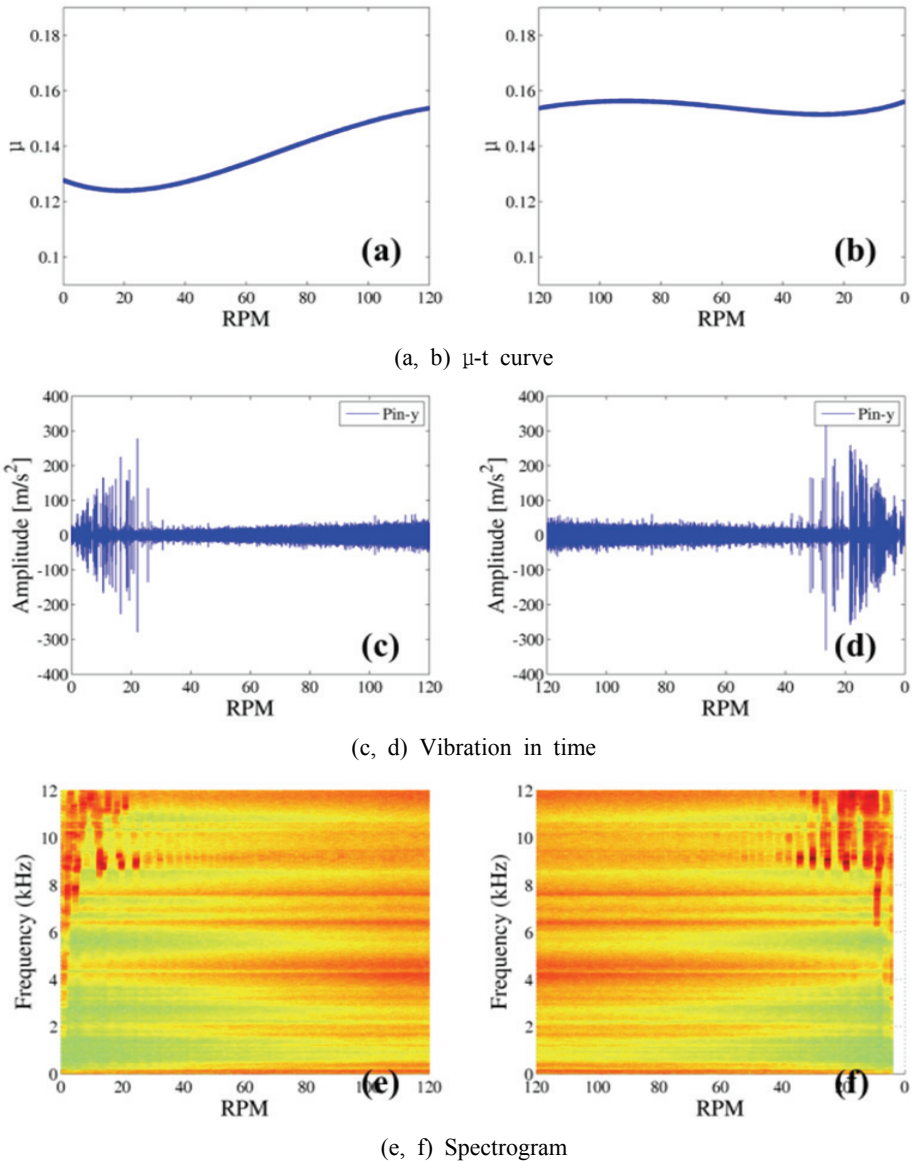 0.18
0.16
0.14
0.12
0.1
μ
0 20 40 60 80 100 120
RPM
(a)
0.18
0.16
0.14
0.12
0.1
μ
120 100 80 60 40 20 0
RPM
(b)
(a, b) μ-t curve
400
300
200
100
0
-100
-200
-300
-400
Amplitude [m/s²]
Pin-y
0 20 40 60 80 100 120
RPM
(c)
400
300
200
100
0
-100
-200
-300
-400
Amplitude [m/s²]
Pin-y
120 100 80 60 40 20 0
RPM
(d)
(c, d) Vibration in time
12
10
8
6
4
2
0
Frequency (kHz)
0 20 40 60 80 100 120
RPM
(e)
12
10
8
6
4
2
0
Frequency (kHz)
120 100 80 60 40 20 0
RPM
(f)
(e, f) Spectrogram